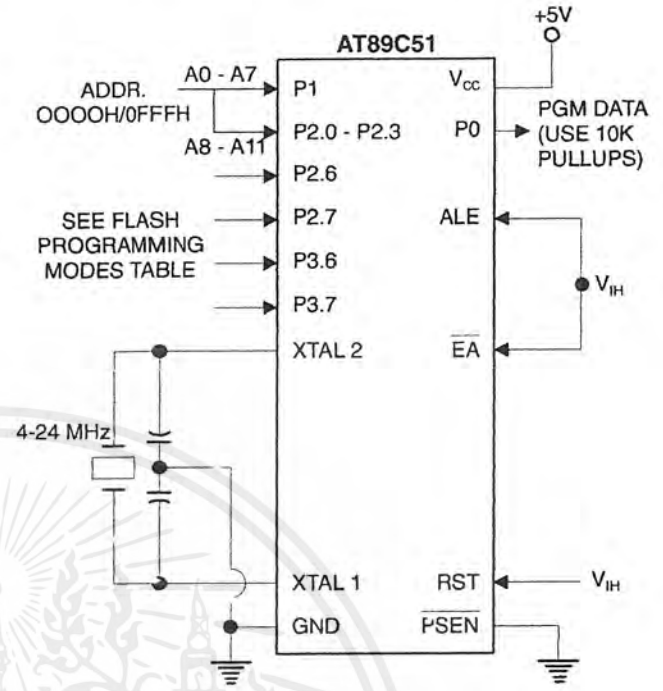 +5V
AT89C51
ADDR.
OOOOH/0FFFH
A0 - A7
A8 - A11
P1
P2.0 - P2.3
P2.6
P2.7
P3.6
P3.7
SEE FLASH
PROGRAMMING
MODES TABLE
XTAL 2
4-24 MHz
XTAL 1
GND
VCC
P0
PGM DATA
(USE 10K
PULLUPS)
ALE
VIH
EA
RST
VIH
PSEN